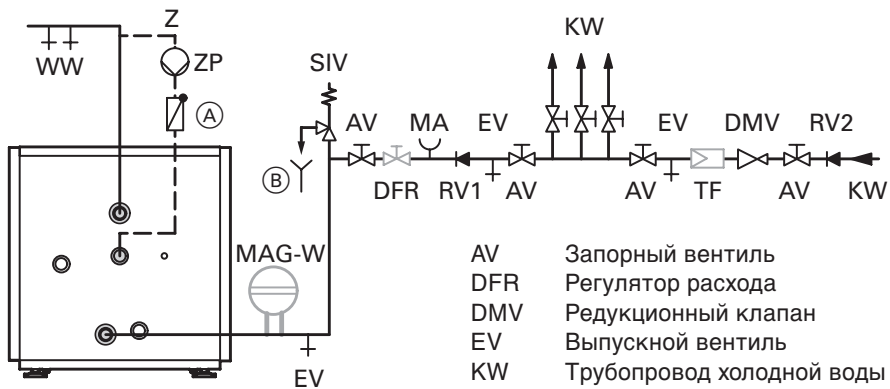 Z
WW
ZP
A
SIV
KW
AV
MA
EV
EV
DMV
RV2
B
DFR
RV1
AV
AV
TF
AV
KW
MAG-W
EV
AV Запорный вентиль
DFR Регулятор расхода
DMV Редукционный клапан
EV Выпускной вентиль
KW Трубопровод холодной воды